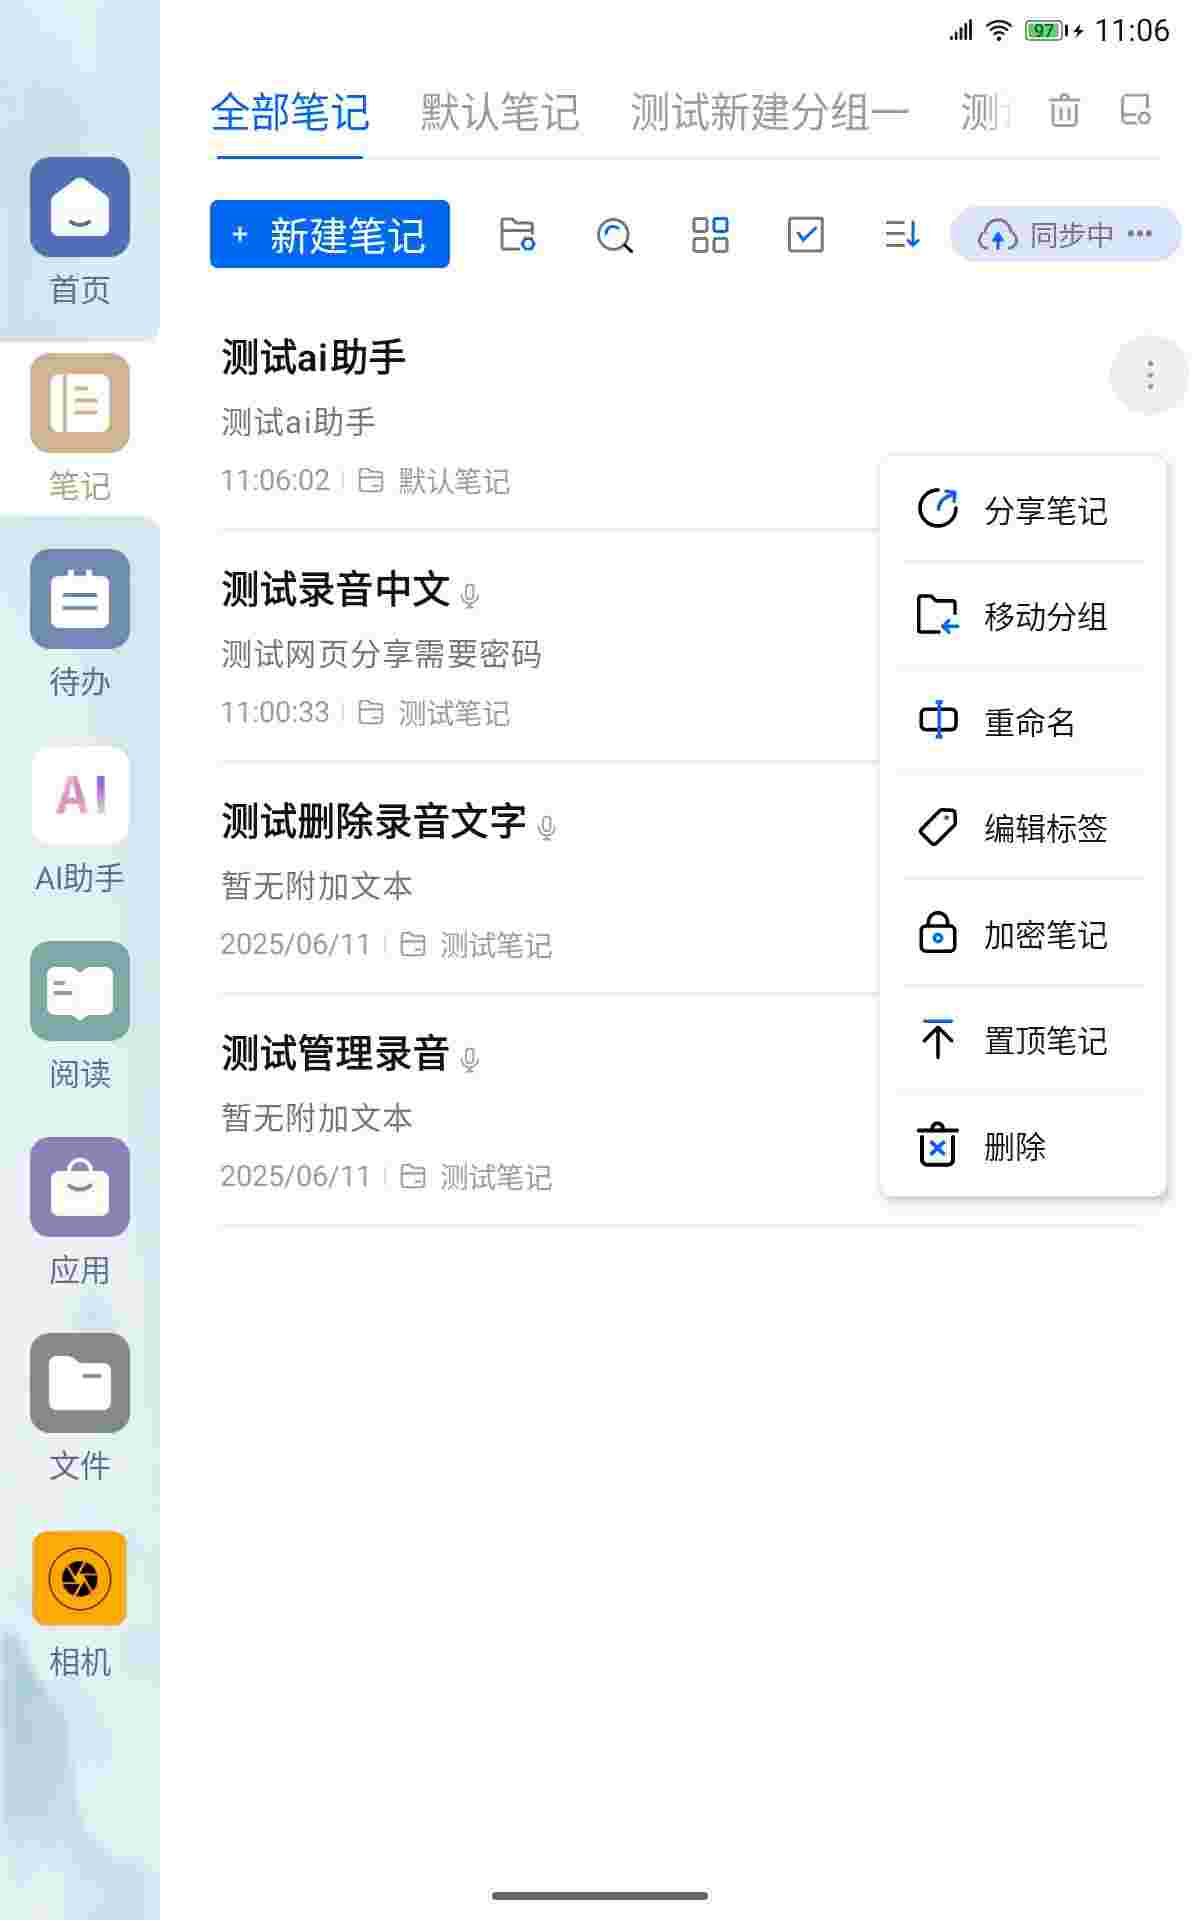 97 11:06
全部笔记 默认笔记 测试新建分组一 测
+ 新建笔记 同步中 •••
首页
笔记
待办
AI
AI助手
阅读
应用
文件
相机
测试ai助手
测试ai助手
11:06:02 默认笔记
测试录音中文
测试网页分享需要密码
11:00:33 测试笔记
测试删除录音文字
暂无附加文本
2025/06/11 测试笔记
测试管理录音
暂无附加文本
2025/06/11 测试笔记
分享笔记
移动分组
重命名
编辑标签
加密笔记
置顶笔记
删除